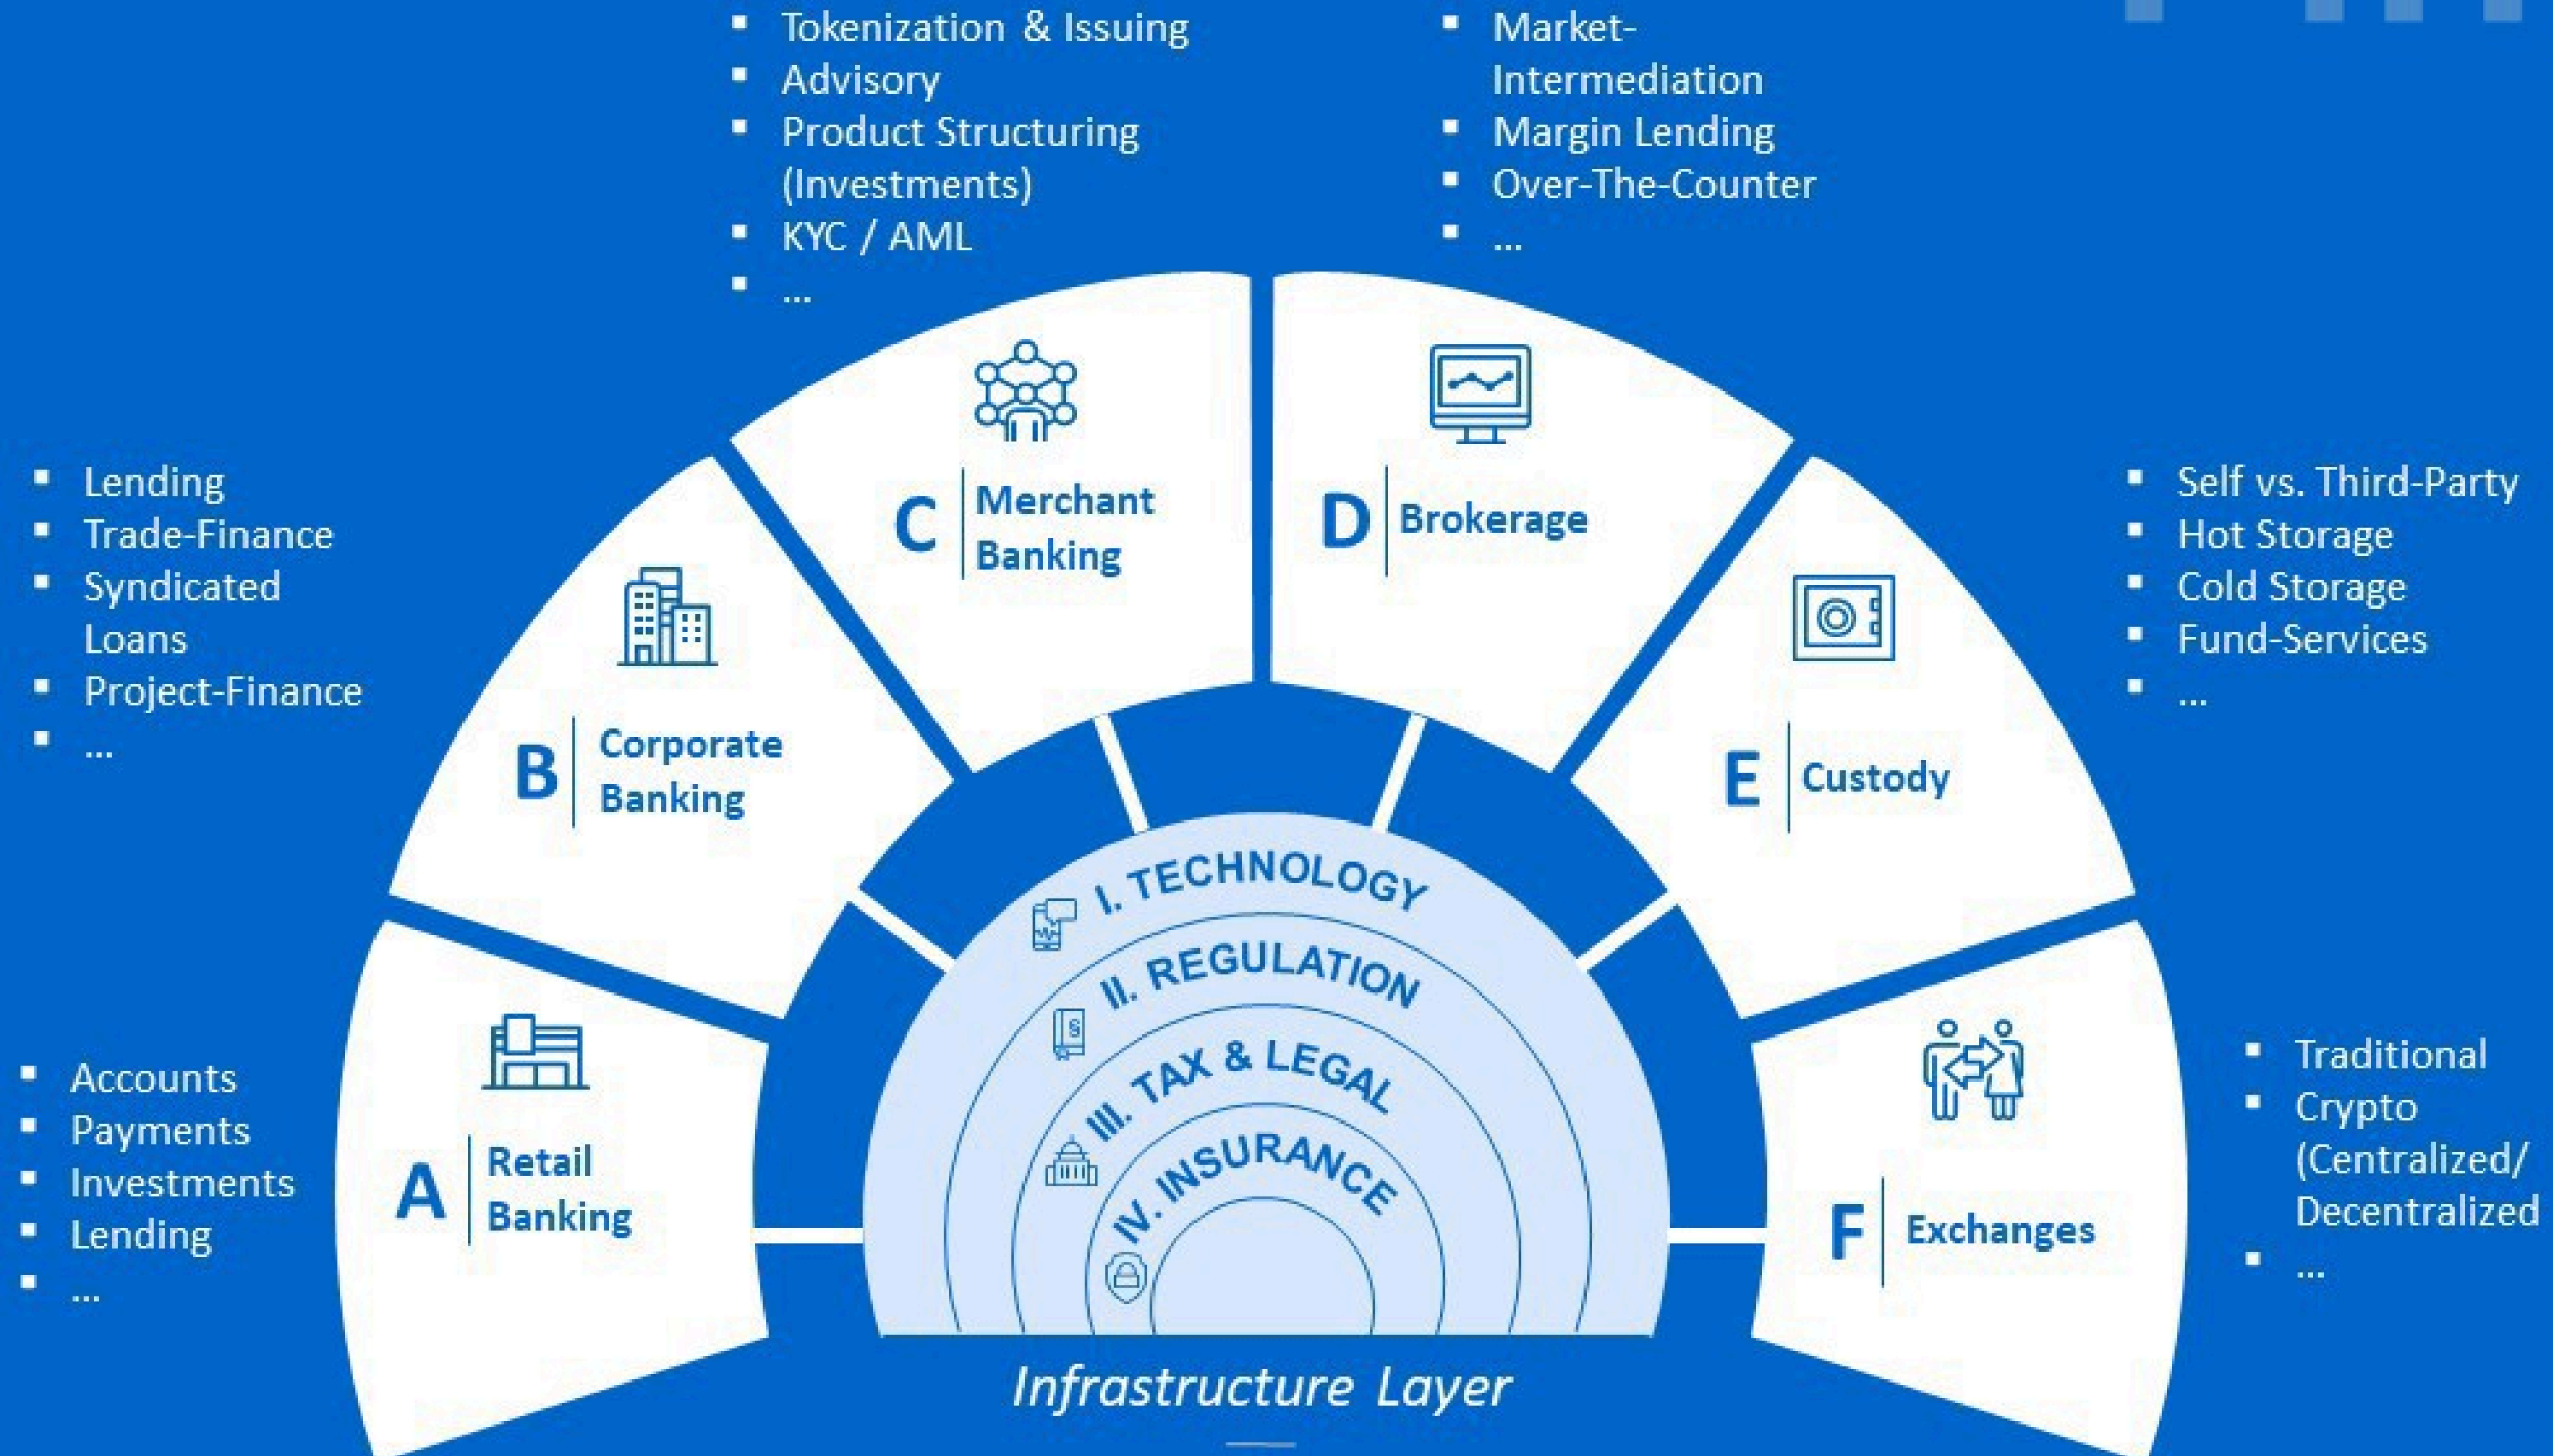 ▪ Tokenization & Issuing
▪ Advisory
▪ Product Structuring
(Investments)
▪ KYC / AML
▪ ...
▪ Market-
Intermediation
▪ Margin Lending
▪ Over-The-Counter
▪ ...
▪ Lending
▪ Trade-Finance
▪ Syndicated
Loans
▪ Project-Finance
▪ ...
C
Merchant
Banking
D
Brokerage
▪ Self vs. Third-Party
▪ Hot Storage
▪ Cold Storage
▪ Fund-Services
▪ ...
B
Corporate
Banking
E
Custody
▪ Accounts
▪ Payments
▪ Investments
▪ Lending
▪ ...
A
Retail
Banking
I. TECHNOLOGY
II. REGULATION
III. TAX & LEGAL
IV. INSURANCE
F
Exchanges
▪ Traditional
▪ Crypto
(Centralized/
Decentralized
▪ ...
Infrastructure Layer